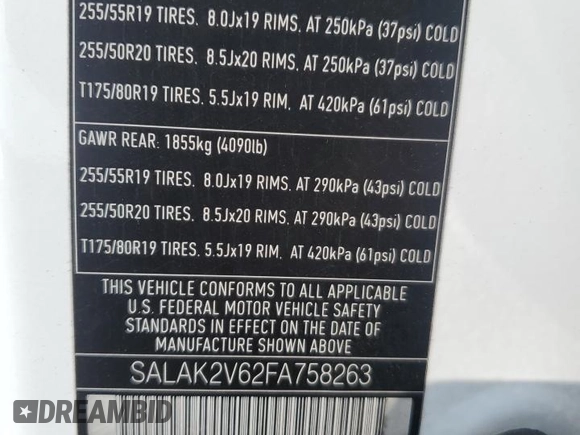 255/55R19 TIRES. 8.0Jx19 RIMS. AT 250kPa (37psi) COLD
255/50R20 TIRES. 8.5Jx20 RIMS. AT 250kPa (37psi) COLD
T175/80R19 TIRES. 5.5Jx19 RIM. AT 420kPa (61psi) COLD
GAWR REAR: 1855kg (4090lb)
255/55R19 TIRES. 8.0Jx19 RIMS. AT 290kPa (43psi) COLD
255/50R20 TIRES. 8.5Jx20 RIMS. AT 290kPa (43psi) COLD
T175/80R19 TIRES. 5.5Jx19 RIM. AT 420kPa (61psi) COLD
THIS VEHICLE CONFORMS TO ALL APPLICABLE
U.S. FEDERAL MOTOR VEHICLE SAFETY
STANDARDS IN EFFECT ON THE DATE OF
MANUFACTURE SHOWN ABOVE
SALAK2V62FA758263
DREAMBID